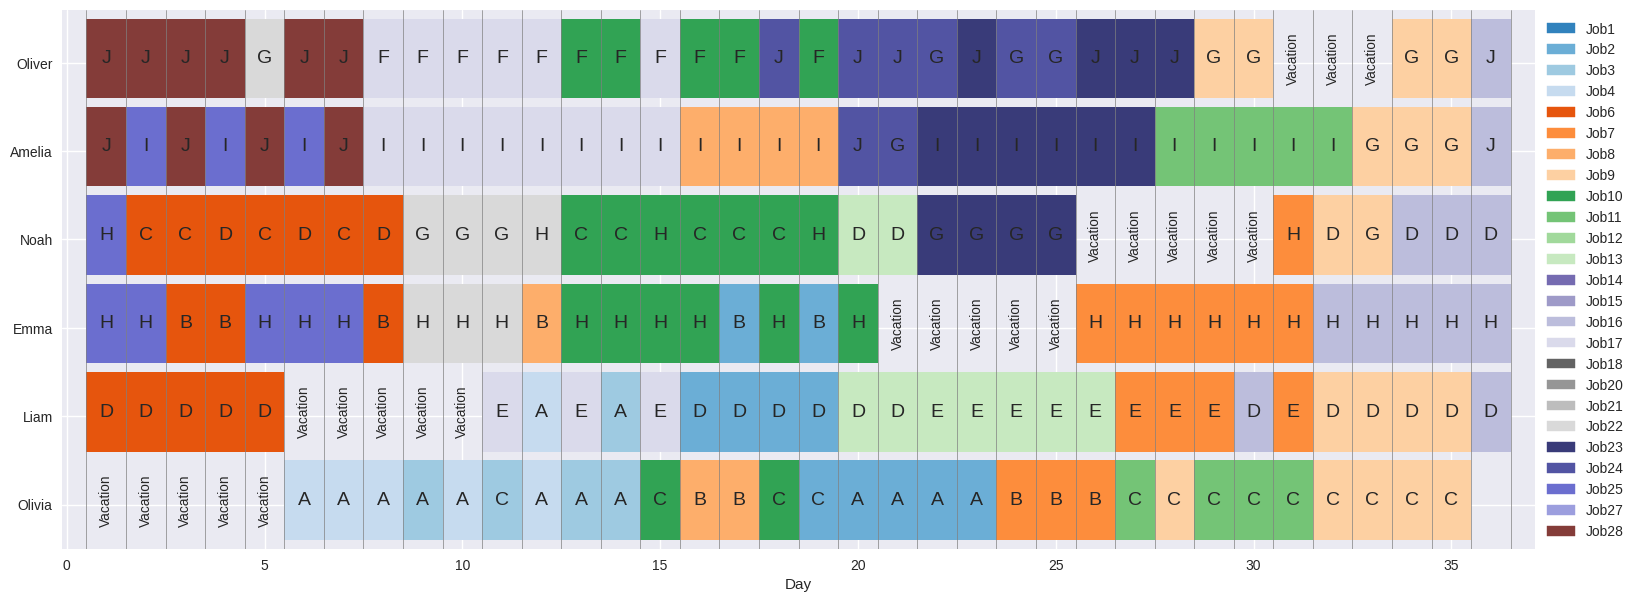 Oliver J J J J G J J F F F F F F F F F F J F J J G J G G J J J G G Vacation Vacation Vacation G G J
Amelia J I J I J I J I I I I I I I I I I I I J G I I I I I I I I I I I G G G J
Noah H C C D C D C D G G G H C C H C C C H D D G G G G Vacation Vacation Vacation Vacation Vacation H D G D D D
Emma H H B B H H H B H H H B H H H H B H B H Vacation Vacation Vacation Vacation Vacation H H H H H H H H H H H
Liam D D D D D Vacation Vacation Vacation Vacation Vacation E A E A E D D D D D D E E E E E E E E D E D D D D D
Olivia Vacation Vacation Vacation Vacation Vacation A A A A A C A A A C B B C C A A A A B B B C C C C C C C C C
0 5 10 15 20 25 30 35
Day
Job1
Job2
Job3
Job4
Job6
Job7
Job8
Job9
Job10
Job11
Job12
Job13
Job14
Job15
Job16
Job17
Job18
Job20
Job21
Job22
Job23
Job24
Job25
Job27
Job28